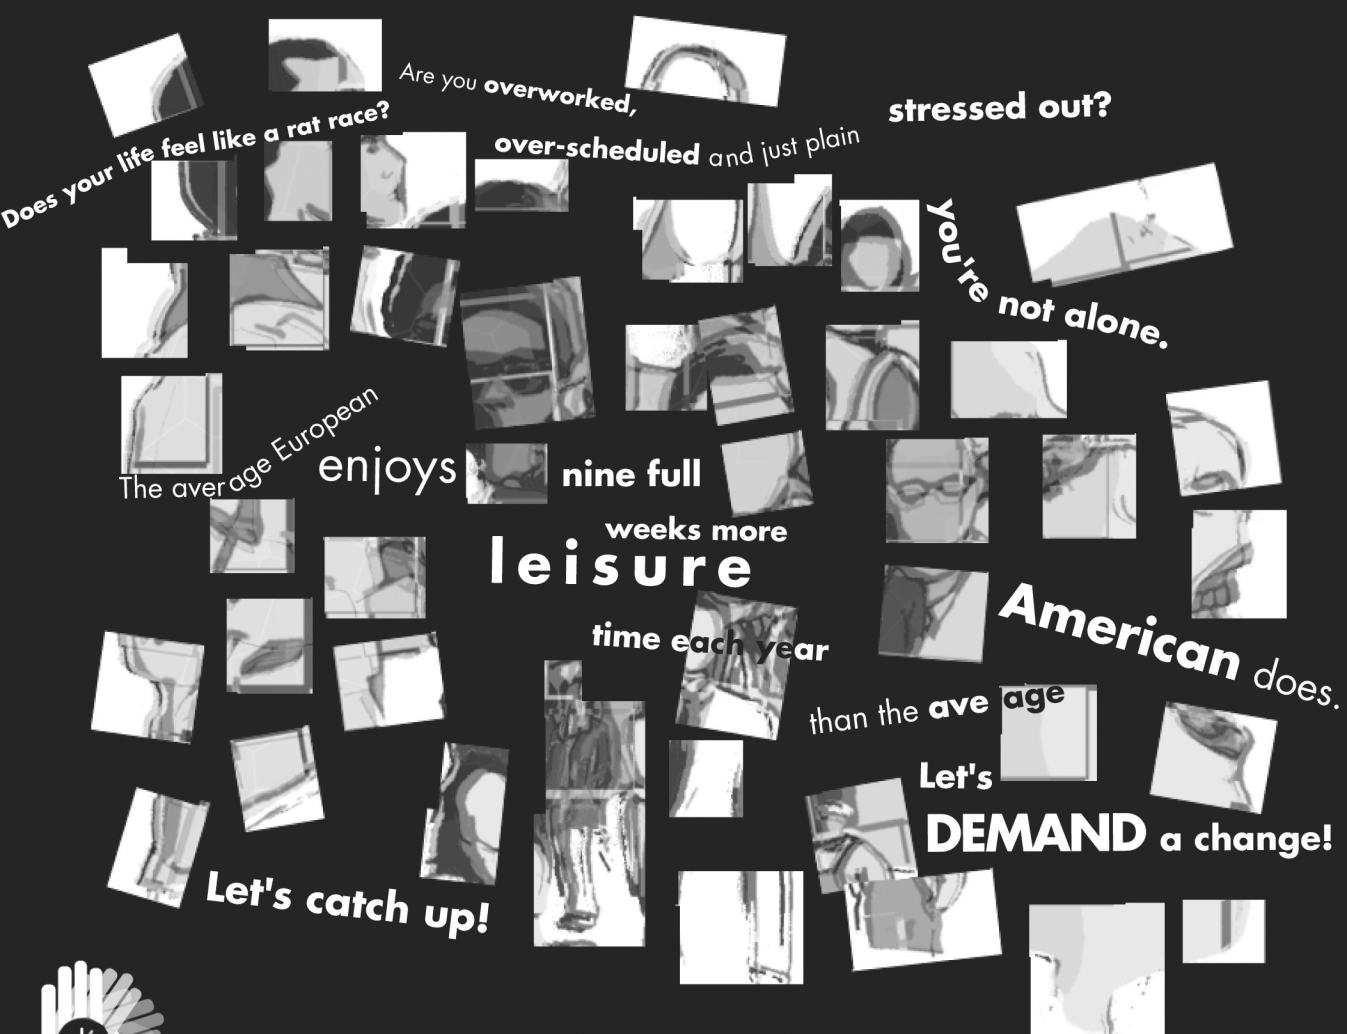 Does your life feel like a rat race?
Are you overworked,
over-scheduled and just plain
stressed out?
you're not alone.
The average European
enjoys
nine full
weeks more
leisure
time each year
than the ave age
American does.
Let's
DEMAND a change!
Let's catch up!